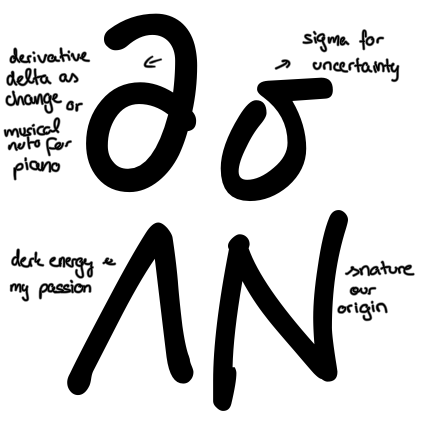 ∂ σ
Λ N
derivative
delta as
change or
musical
note for
piano
sigma for
uncertainty
dark energy
my passion
nature
our
origin